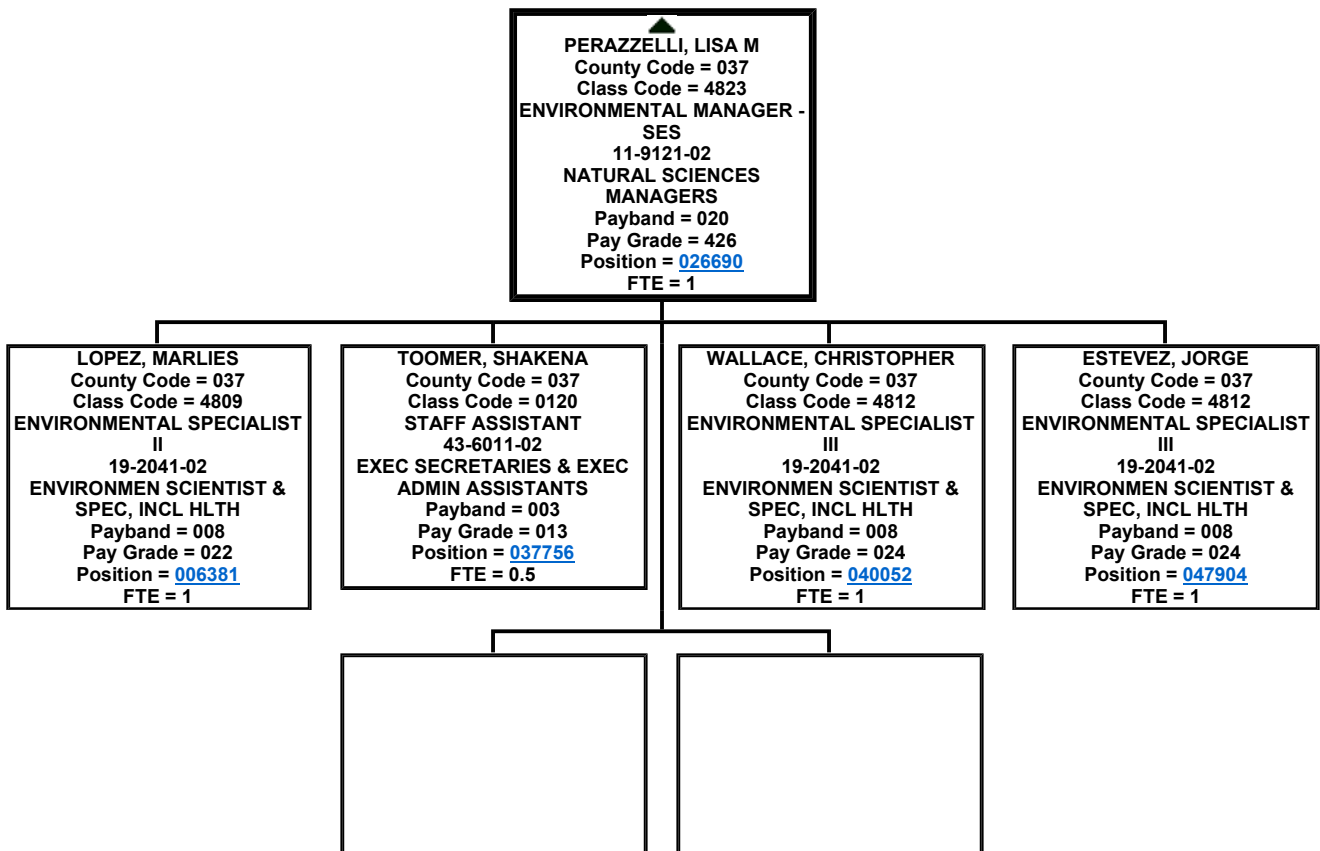 PERAZZELLI, LISA M
County Code = 037
Class Code = 4823
ENVIRONMENTAL MANAGER -
SES
11-9121-02
NATURAL SCIENCES
MANAGERS
Payband = 020
Pay Grade = 426
Position = 026690
FTE = 1
LOPEZ, MARLIES
County Code = 037
Class Code = 4809
ENVIRONMENTAL SPECIALIST
II
19-2041-02
ENVIRONMEN SCIENTIST &
SPEC, INCL HLTH
Payband = 008
Pay Grade = 022
Position = 006381
FTE = 1
TOOMER, SHAKENA
County Code = 037
Class Code = 0120
STAFF ASSISTANT
43-6011-02
EXEC SECRETARIES & EXEC
ADMIN ASSISTANTS
Payband = 003
Pay Grade = 013
Position = 037756
FTE = 0.5
WALLACE, CHRISTOPHER
County Code = 037
Class Code = 4812
ENVIRONMENTAL SPECIALIST
III
19-2041-02
ENVIRONMEN SCIENTIST &
SPEC, INCL HLTH
Payband = 008
Pay Grade = 024
Position = 040052
FTE = 1
ESTEVEZ, JORGE
County Code = 037
Class Code = 4812
ENVIRONMENTAL SPECIALIST
III
19-2041-02
ENVIRONMEN SCIENTIST &
SPEC, INCL HLTH
Payband = 008
Pay Grade = 024
Position = 047904
FTE = 1